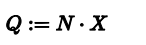 Q := N · X